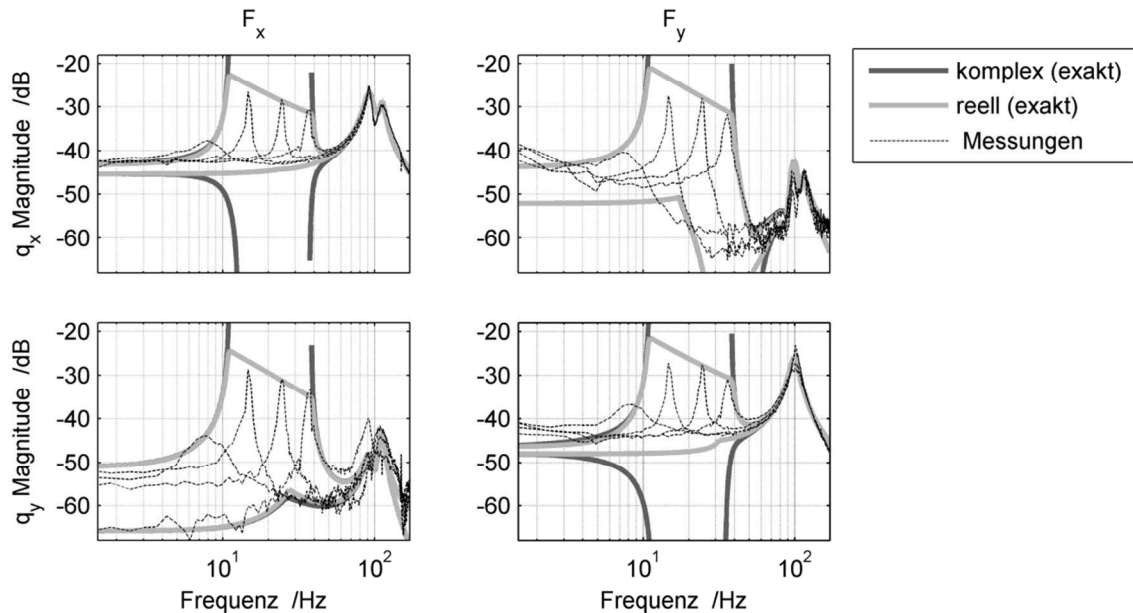 F_x
F_y
q_x Magnitude /dB
-20
-30
-40
-50
-60
-20
-30
-40
-50
-60
komplex (exakt)
reell (exakt)
Messungen
q_y Magnitude /dB
-20
-30
-40
-50
-60
10^1
10^2
Frequenz /Hz
-20
-30
-40
-50
-60
10^1
10^2
Frequenz /Hz